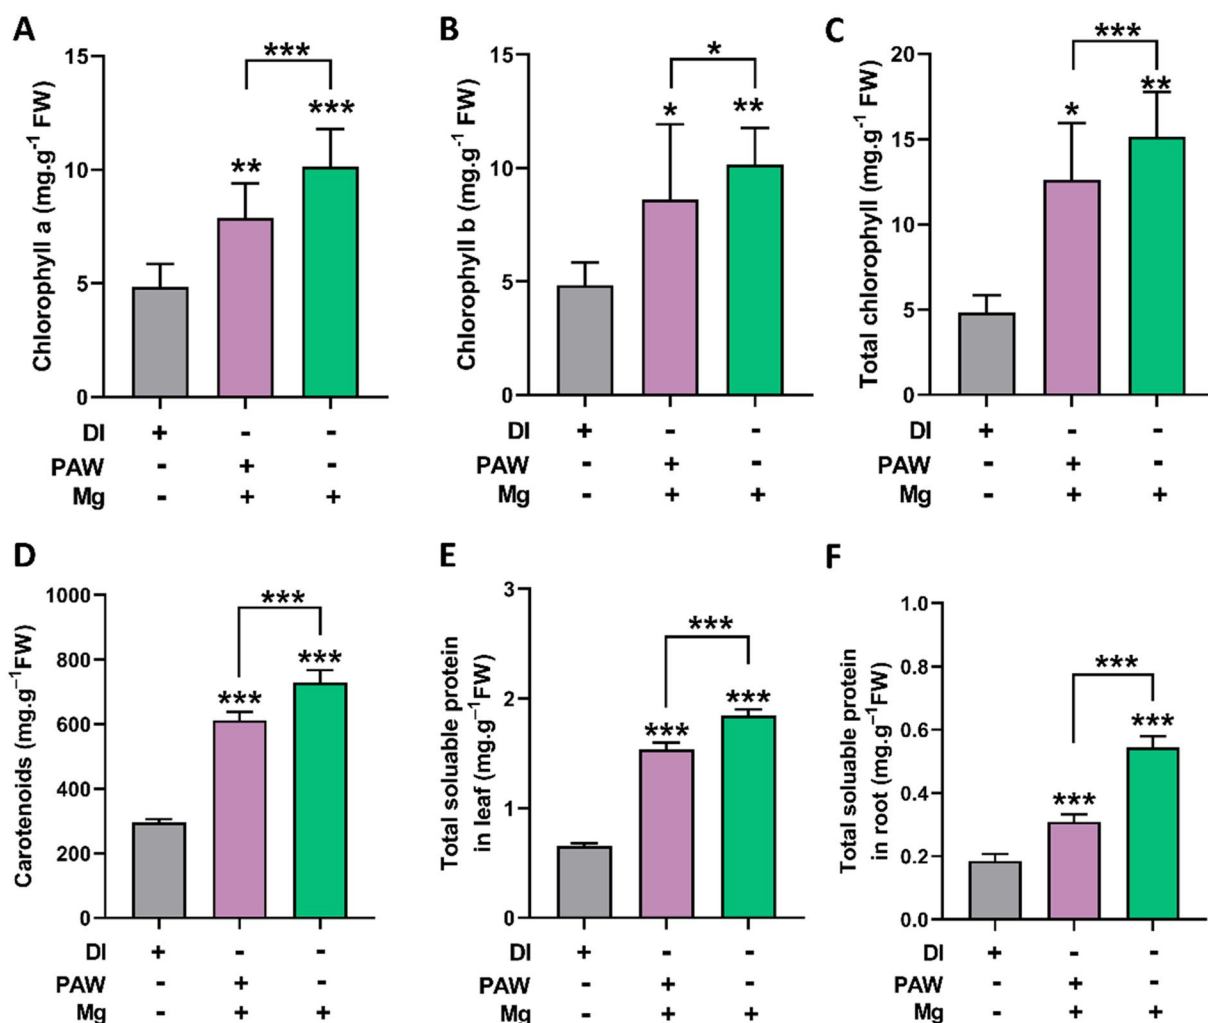 A
Chlorophyll a (mg.g⁻¹ FW)
15
10
5
0
***
**
***
DI + - -
PAW - + -
Mg - + +
B
Chlorophyll b (mg.g⁻¹ FW)
15
10
5
0
*
*
**
DI + - -
PAW - + -
Mg - + +
C
Total chlorophyll (mg.g⁻¹ FW)
20
15
10
5
0
***
*
**
DI + - -
PAW - + -
Mg - + +
D
Carotenoids (mg.g⁻¹FW)
1000
800
600
400
200
0
***
***
***
DI + - -
PAW - + -
Mg - + +
E
Total soluable protein
in leaf (mg.g⁻¹FW)
3
2
1
0
***
***
***
DI + - -
PAW - + -
Mg - + +
F
Total soluable protein
in root (mg.g⁻¹FW)
1.0
0.8
0.6
0.4
0.2
0.0
***
***
***
DI + - -
PAW - + -
Mg - + +